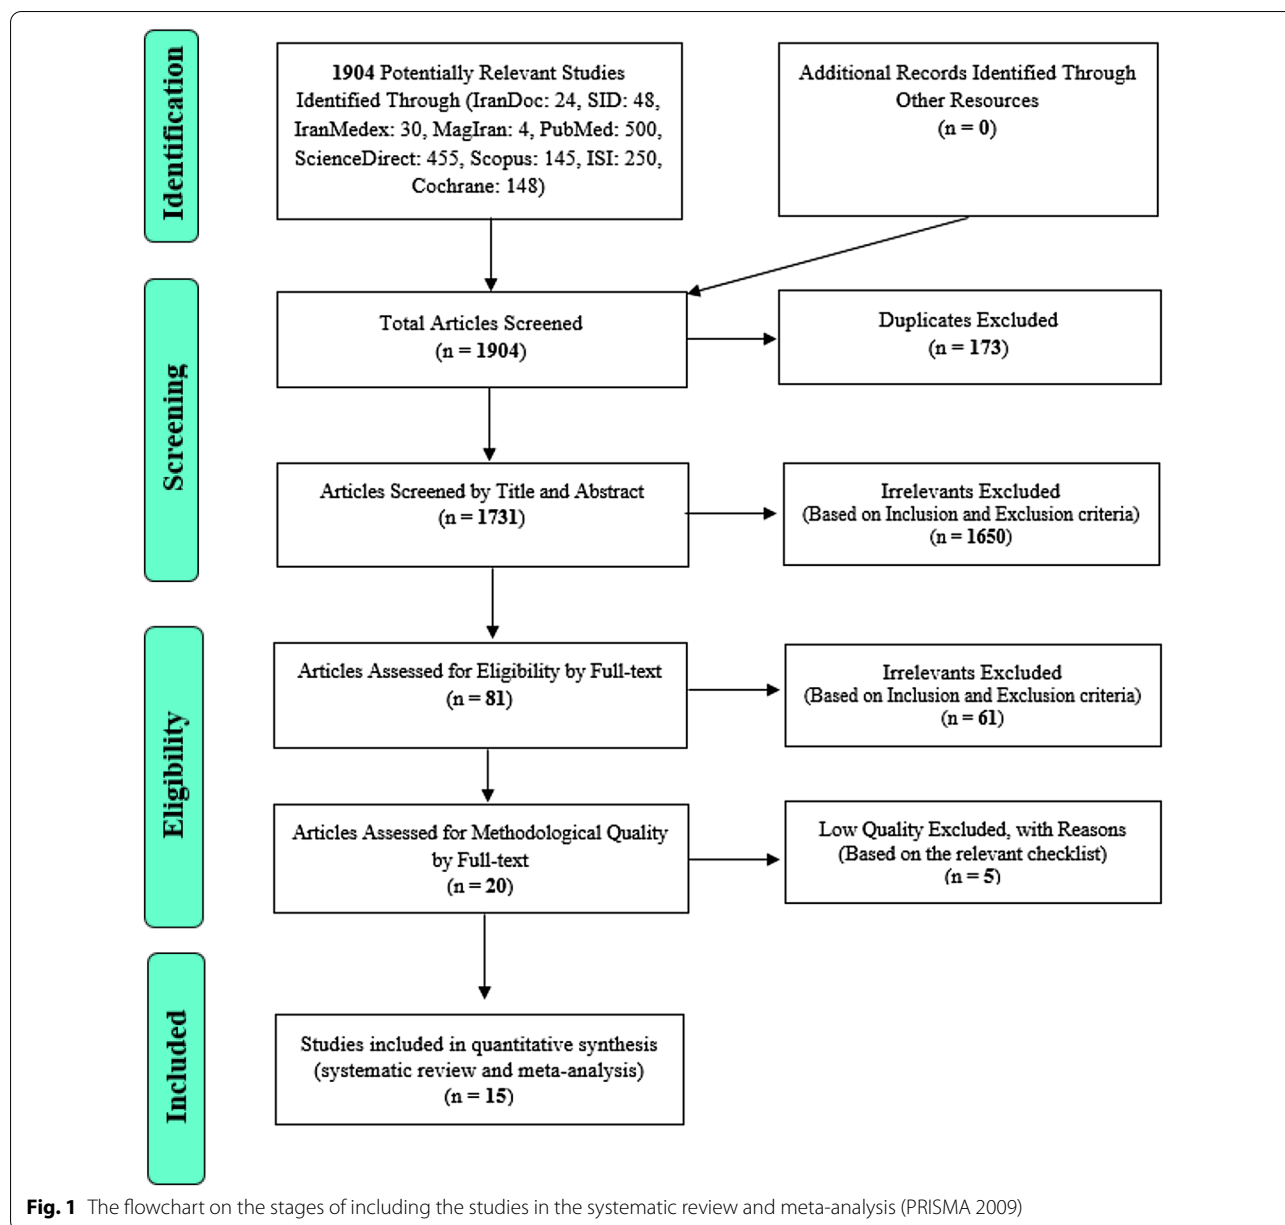 Identification
1904 Potentially Relevant Studies
Identified Through (IranDoc: 24, SID: 48,
IranMedex: 30, MagIran: 4, PubMed: 500,
ScienceDirect: 455, Scopus: 145, ISI: 250,
Cochrane: 148)
Additional Records Identified Through
Other Resources
(n = 0)
Screening
Total Articles Screened
(n = 1904)
Duplicates Excluded
(n = 173)
Articles Screened by Title and Abstract
(n = 1731)
Irrelevants Excluded
(Based on Inclusion and Exclusion criteria)
(n = 1650)
Eligibility
Articles Assessed for Eligibility by Full-text
(n = 81)
Irrelevants Excluded
(Based on Inclusion and Exclusion criteria)
(n = 61)
Articles Assessed for Methodological Quality
by Full-text
(n = 20)
Low Quality Excluded, with Reasons
(Based on the relevant checklist)
(n = 5)
Included
Studies included in quantitative synthesis
(systematic review and meta-analysis)
(n = 15)
Fig. 1 The flowchart on the stages of including the studies in the systematic review and meta-analysis (PRISMA 2009)